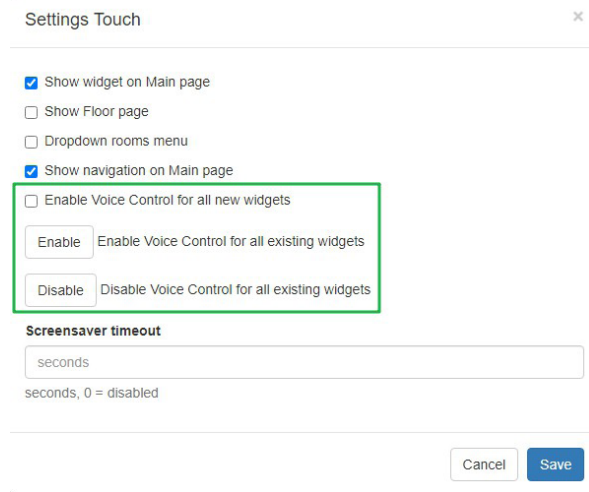 Settings Touch ×
Show widget on Main page
Show Floor page
Dropdown rooms menu
Show navigation on Main page
Enable Voice Control for all new widgets
Enable Enable Voice Control for all existing widgets
Disable Disable Voice Control for all existing widgets
Screensaver timeout
seconds
seconds, 0 = disabled
Cancel Save